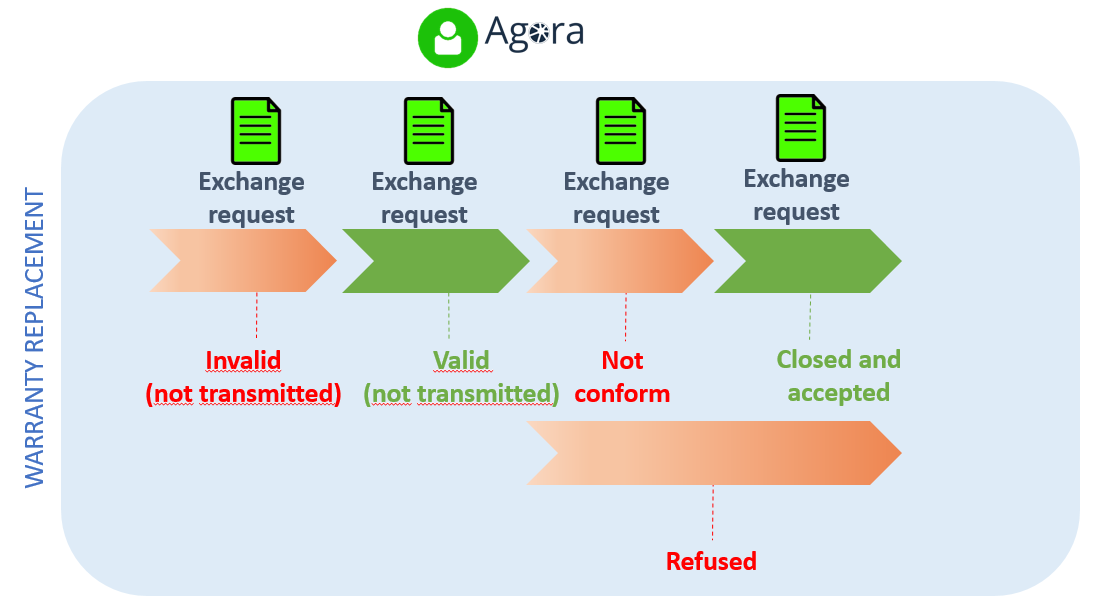 Agora
WARRANTY REPLACEMENT
Exchange
request
Exchange
request
Exchange
request
Exchange
request
Invalid
(not transmitted)
Valid
(not transmitted)
Not
conform
Closed and
accepted
Refused